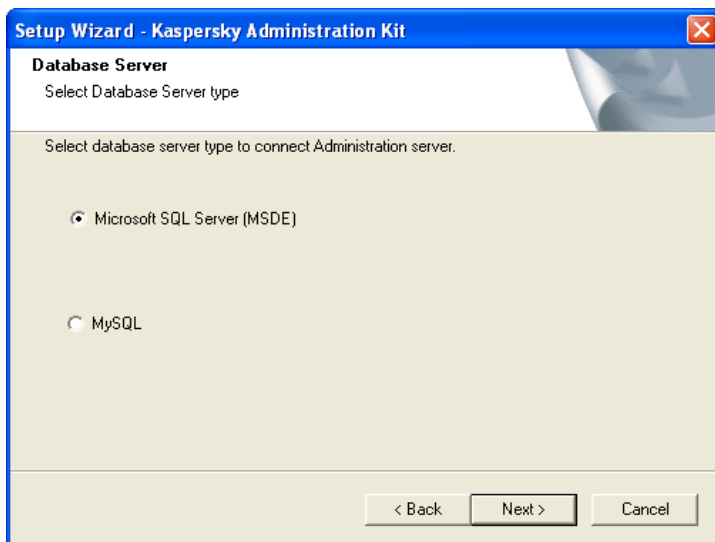 Setup Wizard - Kaspersky Administration Kit
Database Server
Select Database Server type
Select database server type to connect Administration server.
Microsoft SQL Server (MSDE)
MySQL
< Back Next > Cancel